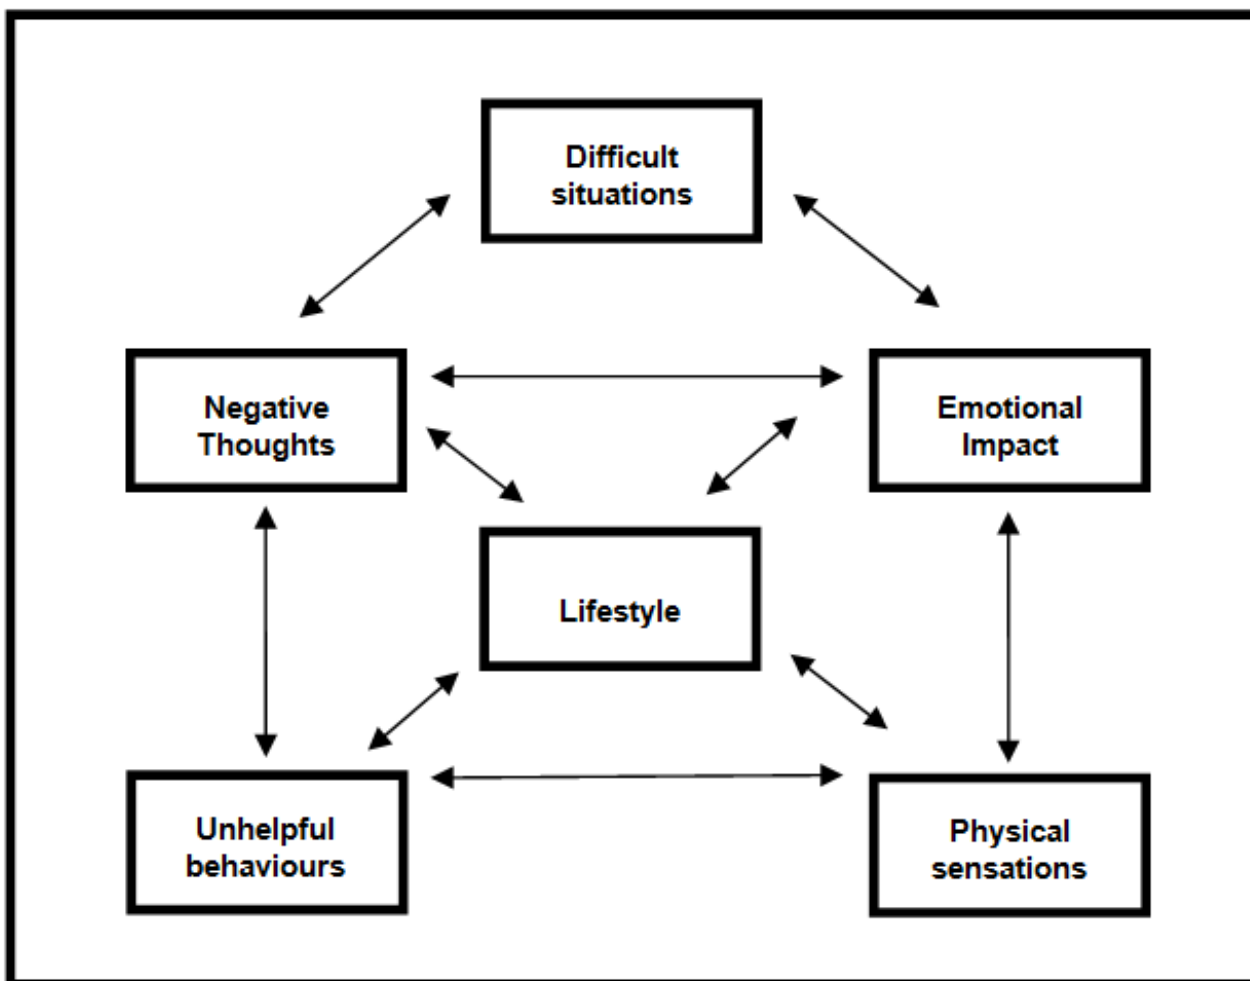 Difficult
situations
Negative
Thoughts
Emotional
Impact
Lifestyle
Unhelpful
behaviours
Physical
sensations